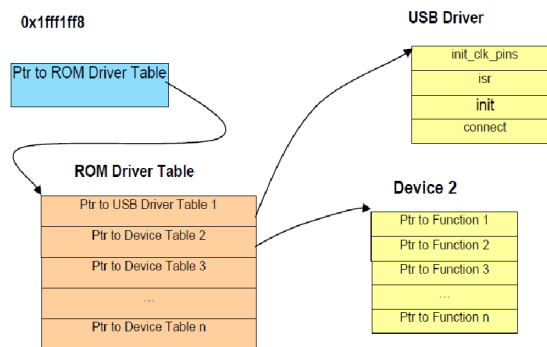 0x1fff1ff8
Ptr to ROM Driver Table
ROM Driver Table
Ptr to USB Driver Table 1
Ptr to Device Table 2
Ptr to Device Table 3
...
Ptr to Device Table n
USB Driver
init_clk_pins
isr
init
connect
Device 2
Ptr to Function 1
Ptr to Function 2
Ptr to Function 3
...
Ptr to Function n